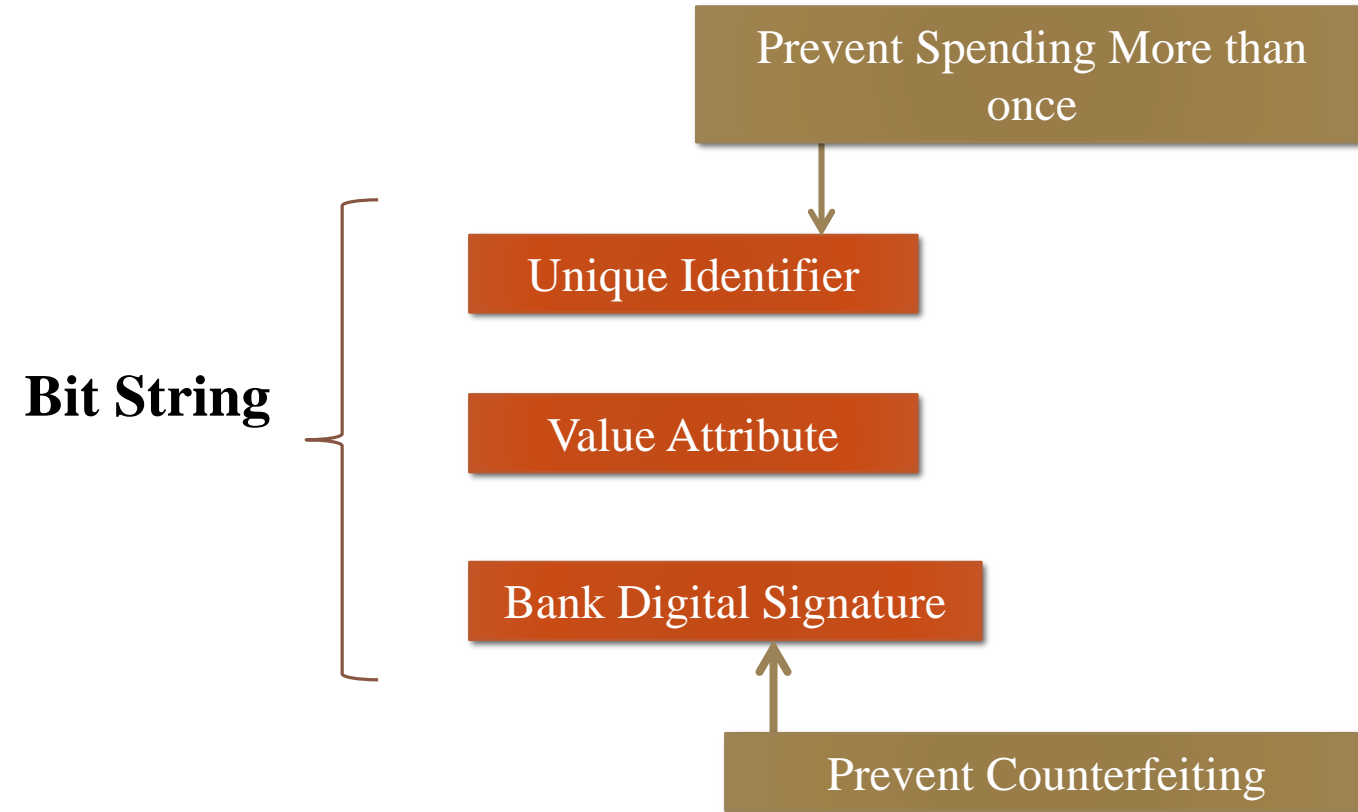 Prevent Spending More than
once
Unique Identifier
Bit String
Value Attribute
Bank Digital Signature
Prevent Counterfeiting